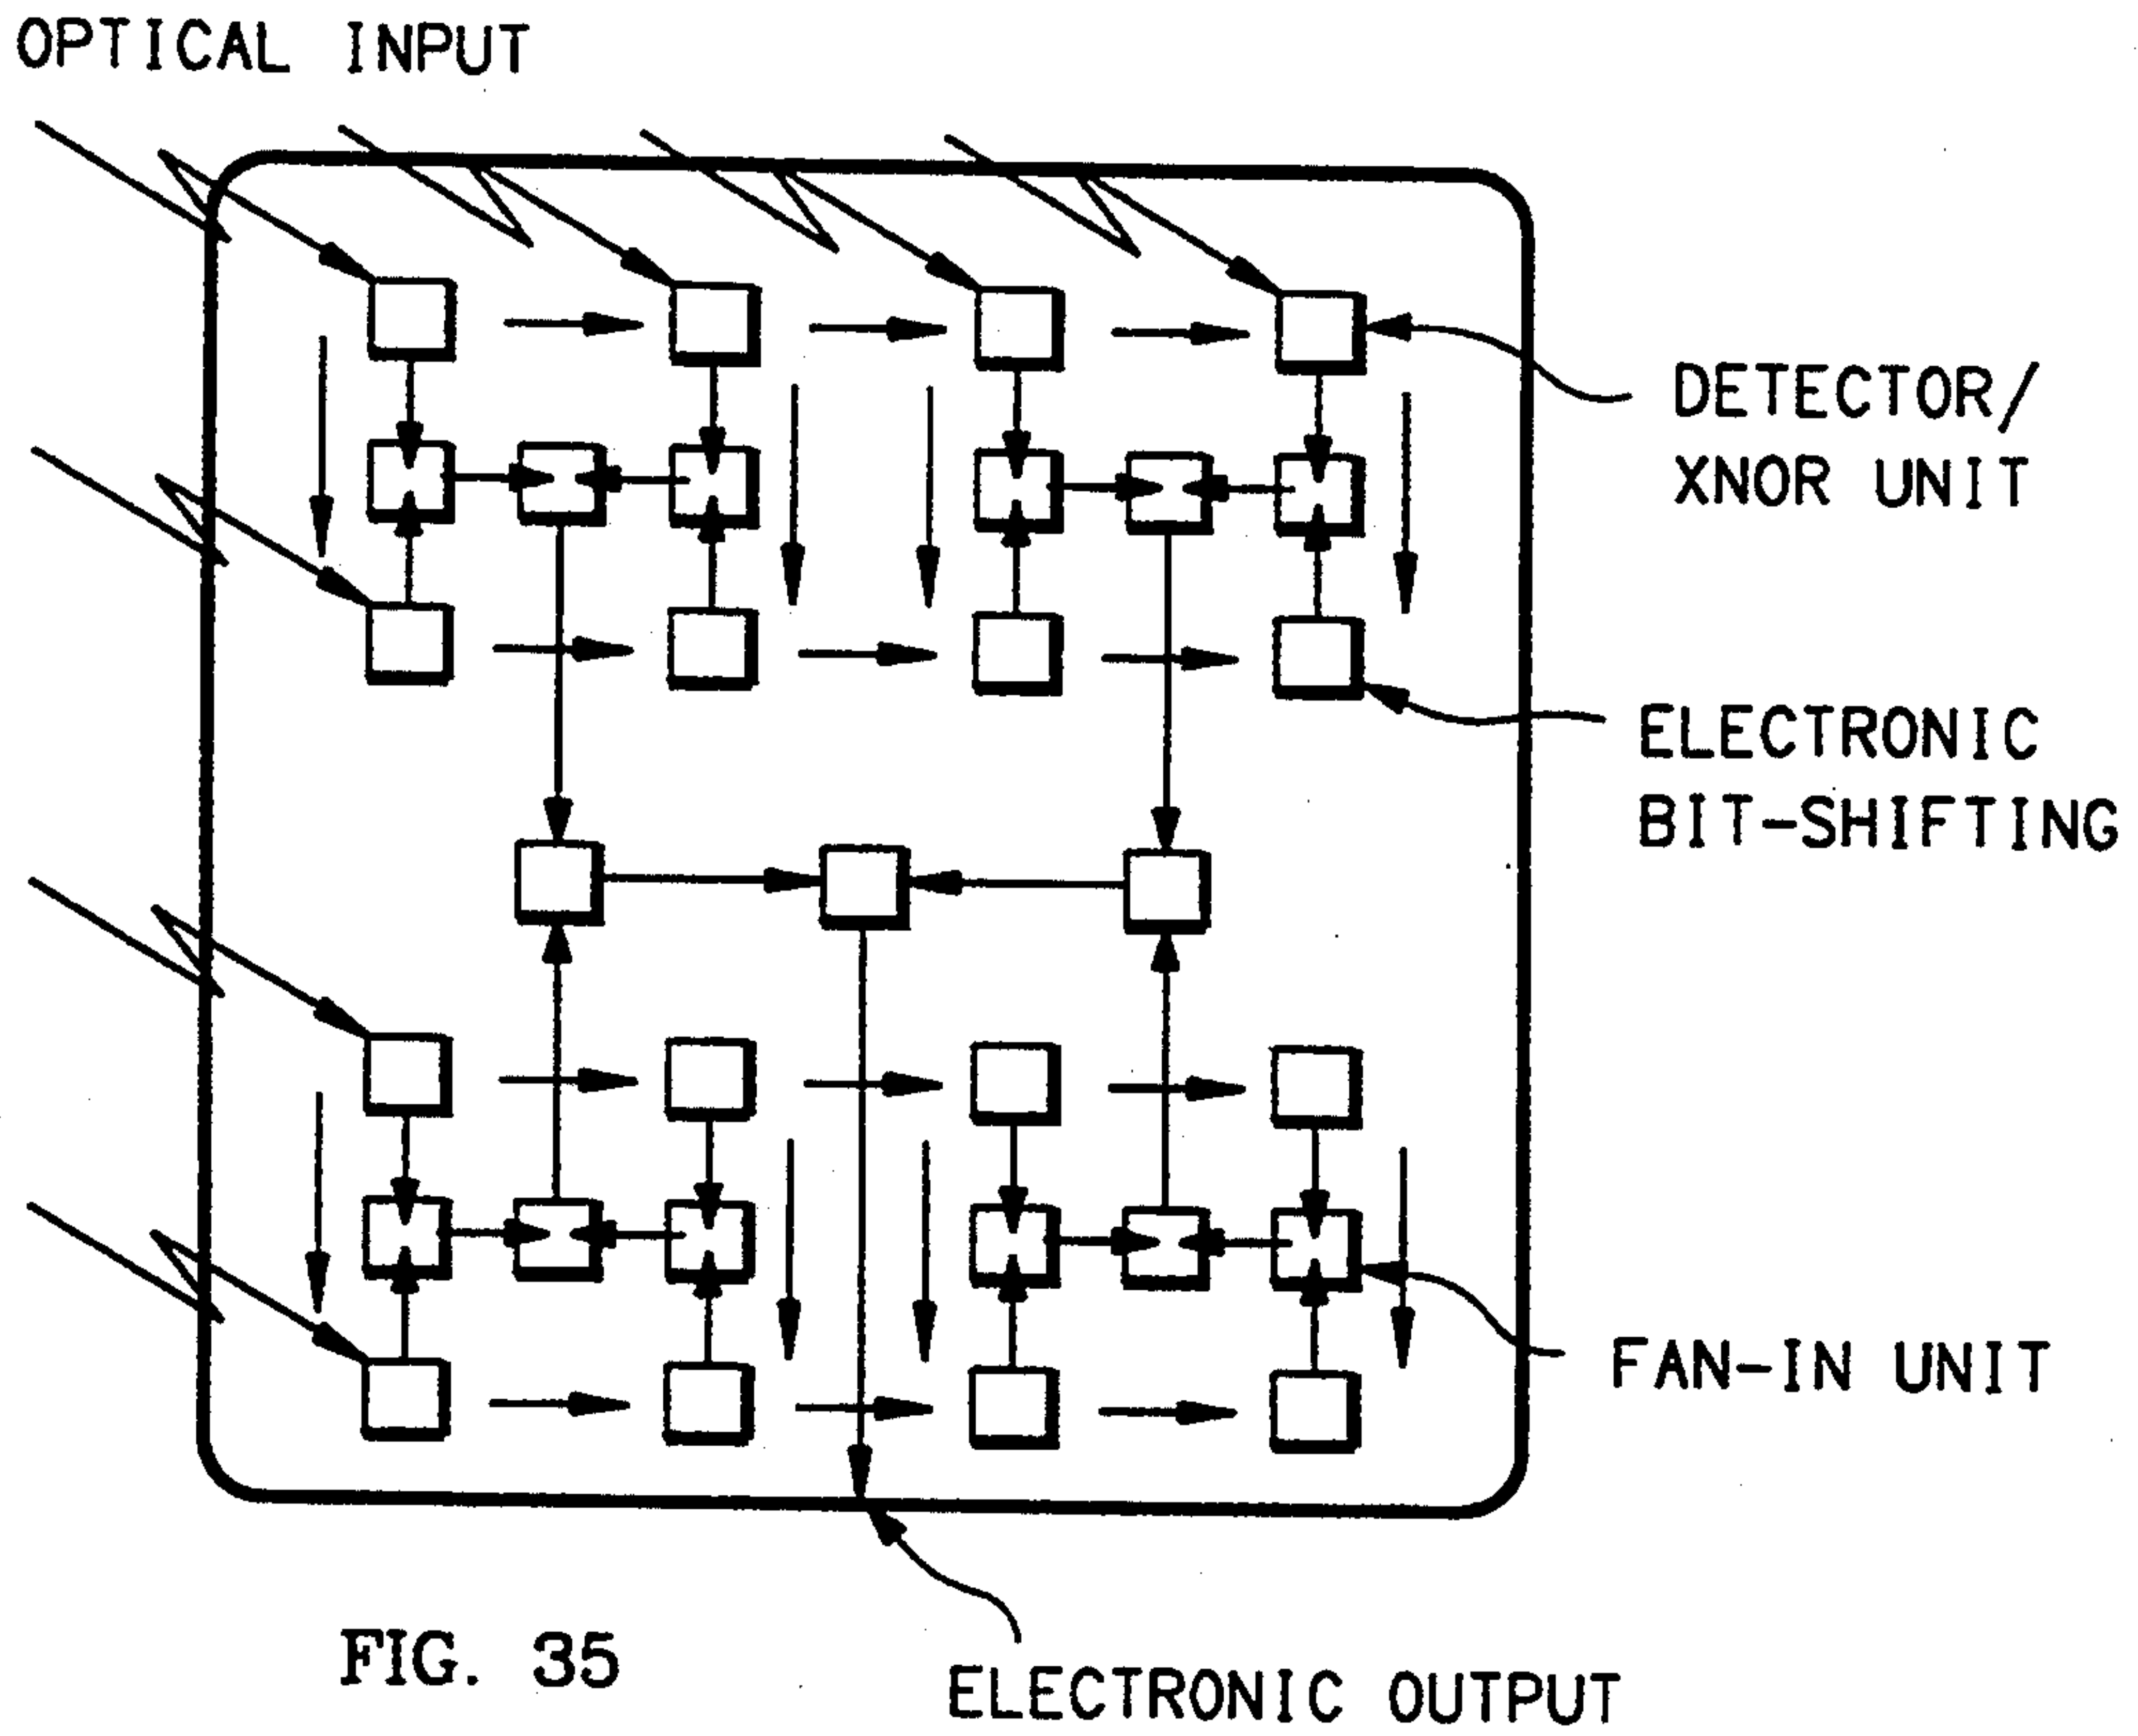 OPTICAL INPUT
DETECTOR/
XNOR UNIT
ELECTRONIC
BIT-SHIFTING
FAN-IN UNIT
FIG. 35
ELECTRONIC OUTPUT